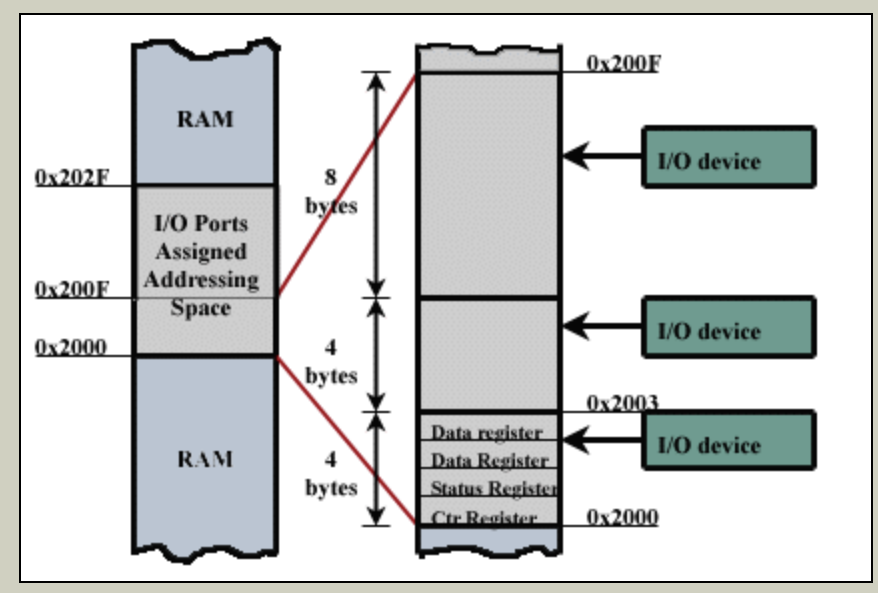 RAM
0x202F
I/O Ports
Assigned
Addressing
Space
0x200F
0x2000
RAM
8
bytes
4
bytes
4
bytes
0x200F
I/O device
I/O device
0x2003
Data register
Data Register
Status Register
Ctr Register
I/O device
0x2000